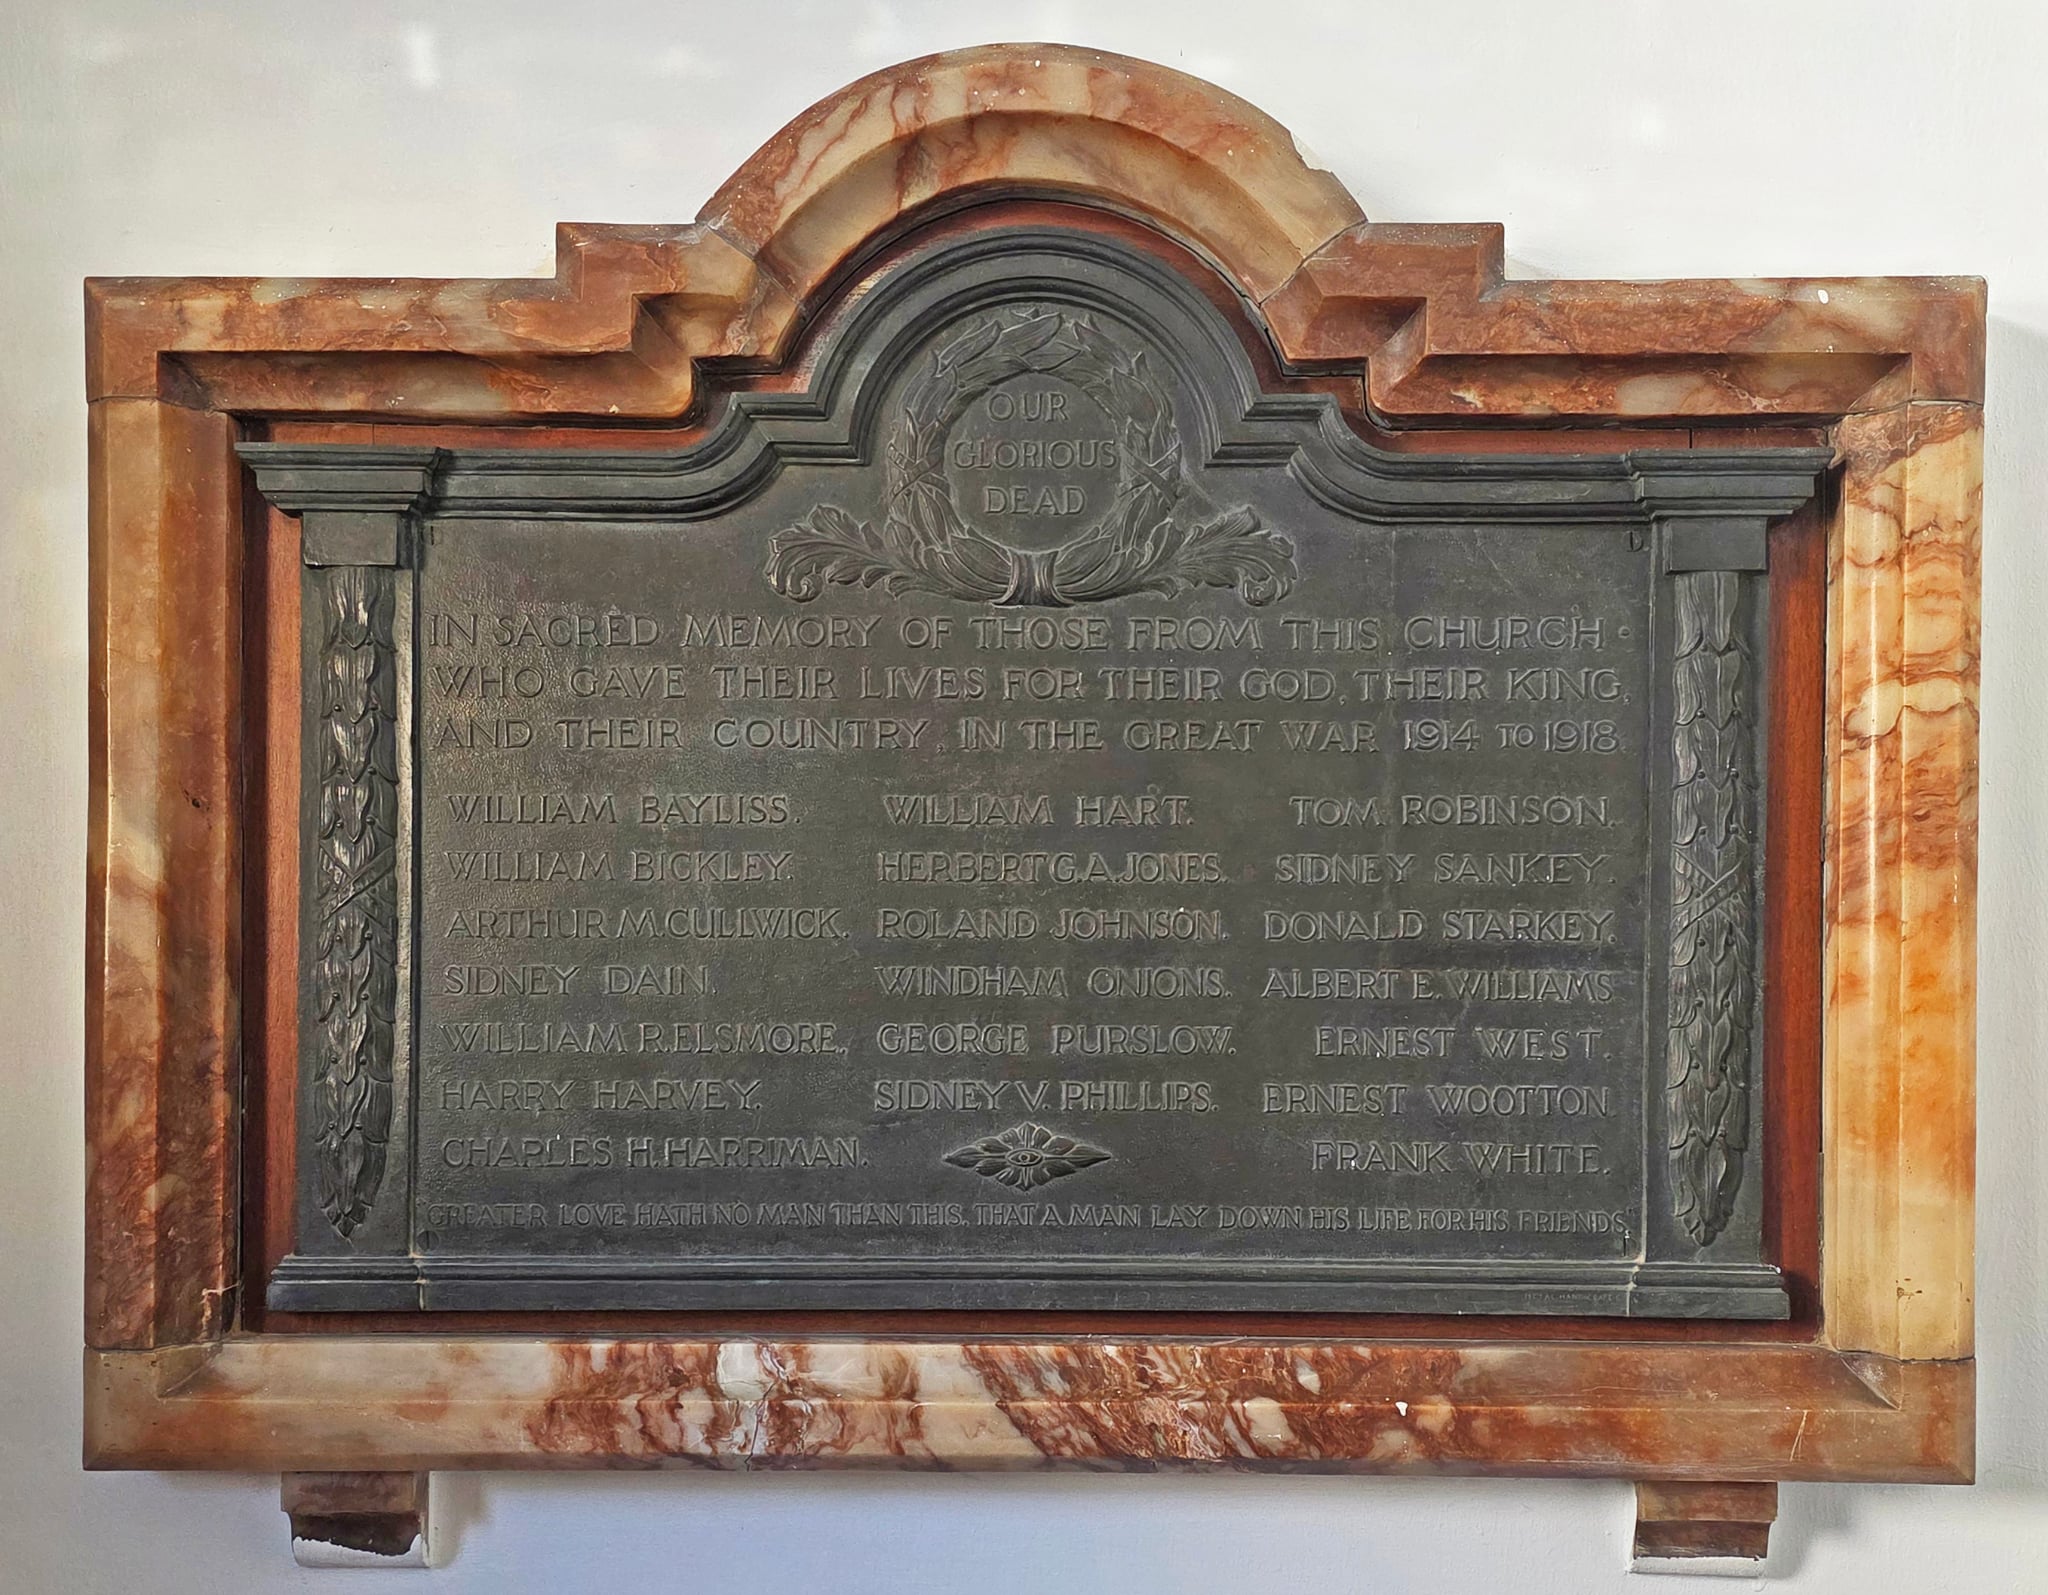 OUR
GLORIOUS
DEAD
IN SACRED MEMORY OF THOSE FROM THIS CHURCH ·
WHO GAVE THEIR LIVES FOR THEIR GOD, THEIR KING,
AND THEIR COUNTRY, IN THE GREAT WAR 1914 TO 1918.
WILLIAM BAYLISS. WILLIAM HART. TOM ROBINSON.
WILLIAM BICKLEY. HERBERT G.A. JONES. SIDNEY SANKEY.
ARTHUR M. CULLWICK. ROLAND JOHNSON. DONALD STARKEY.
SIDNEY DAIN. WINDHAM ONIONS. ALBERT E. WILLIAMS
WILLIAM R. ELSMORE. GEORGE PURSLOW. ERNEST WEST.
HARRY HARVEY. SIDNEY V. PHILLIPS. ERNEST WOOTTON.
CHARLES H. HARRIMAN. FRANK WHITE.
GREATER LOVE HATH NO MAN THAN THIS, THAT A MAN LAY DOWN HIS LIFE FOR HIS FRIENDS."